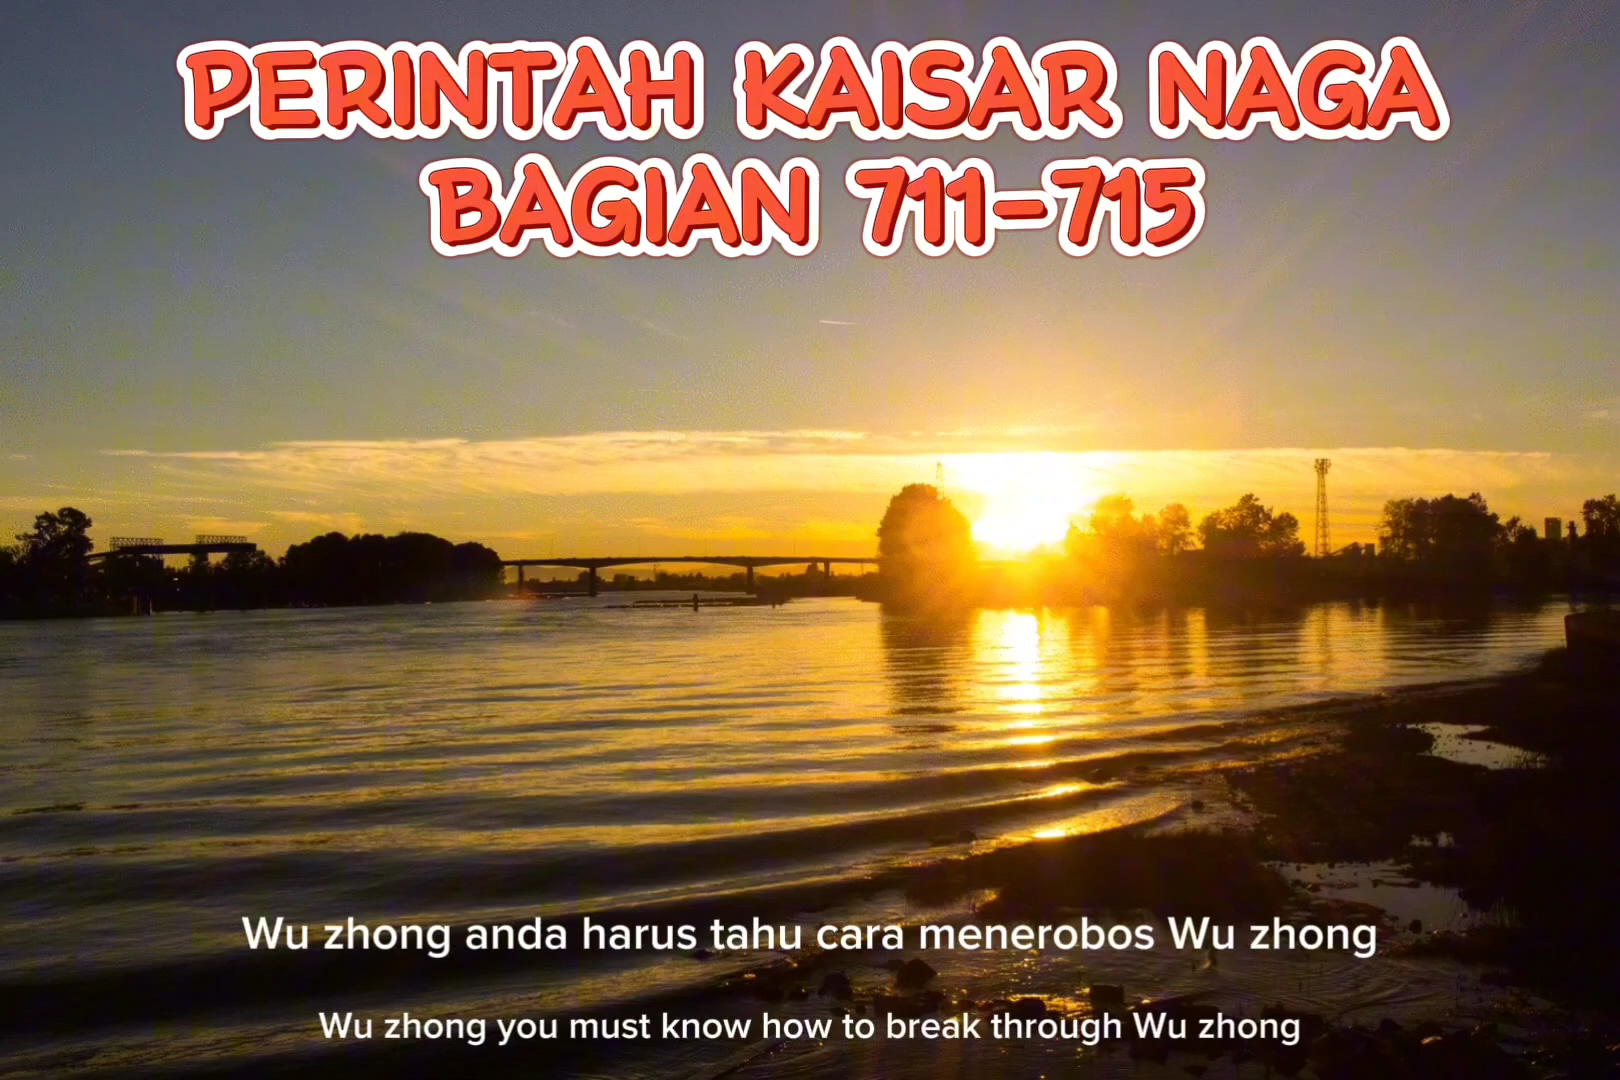 PERINTAH KAISAR NAGA
BAGIAN 711-715
Wu zhong anda harus tahu cara menerobos Wu zhong
Wu zhong you must know how to break through Wu zhong